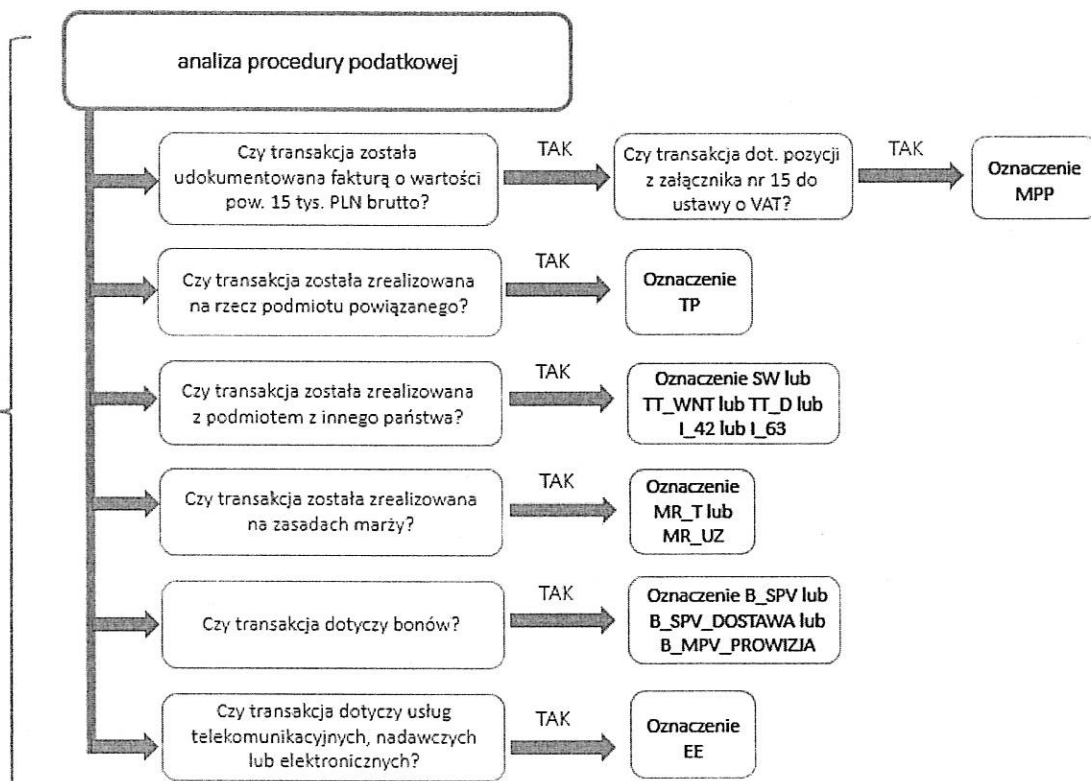 analiza procedury podatkowej
Czy transakcja została
udokumentowana fakturą o wartości
pow. 15 tys. PLN brutto?
TAK
Czy transakcja dot. pozycji
z załącznika nr 15 do
ustawy o VAT?
TAK
Oznaczenie
MPP
Czy transakcja została zrealizowana
na rzecz podmiotu powiązanego?
TAK
Oznaczenie
TP
Czy transakcja została zrealizowana
z podmiotem z innego państwa?
TAK
Oznaczenie SW lub
TT_WNT lub TT_D lub
I_42 lub I_63
Czy transakcja została zrealizowana
na zasadach marży?
TAK
Oznaczenie
MR_T lub
MR_UZ
Czy transakcja dotyczy bonów?
TAK
Oznaczenie B_SPV lub
B_SPV_DOSTAWA lub
B_MPV_PROWIZJA
Czy transakcja dotyczy usług
telekomunikacyjnych, nadawczych
lub elektronicznych?
TAK
Oznaczenie
EE